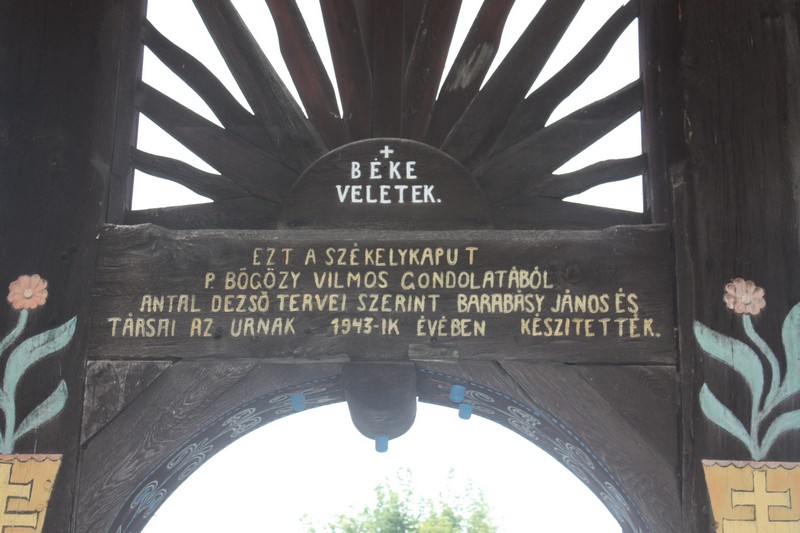 BÉKE
VELETEK.
EZT A SZÉKELYKAPUT
P. BÖGÖZY VILMOS GONDOLATÁBÓL
ANTAL DEZSŐ TERVEI SZERINT BARABÁSY JÁNOS ÉS
TÁRSAI AZ URNAK 1943-IK ÉVÉBEN KÉSZITETTÉK.